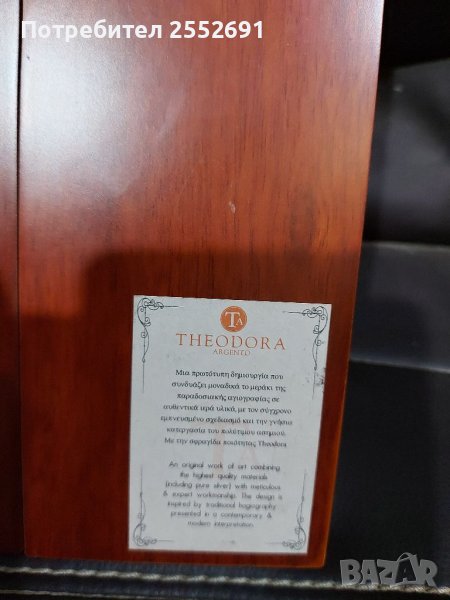 Потребител 2552691
TA
THEODORA
ARGENTO
Μια πρωτότυπη δημιουργία που
συνδυάζει μοναδικά το μεράκι της
παραδοσιακής αγιογραφίας σε
αυθεντικά ιερά υλικά, με τον σύγχρονο
εμπνευσμένο σχεδιασμό και την γνήσια
κατεργασία του πολύτιμου ασημιού.
Με την σφραγίδα ποιότητας Theodora
An original work of art combining
the highest quality materials
(including pure silver) with meticulous
& expert workmanship. The design is
inspired by traditional hagiography
presented in a contemporary &
modern interpretation.
BAZAR